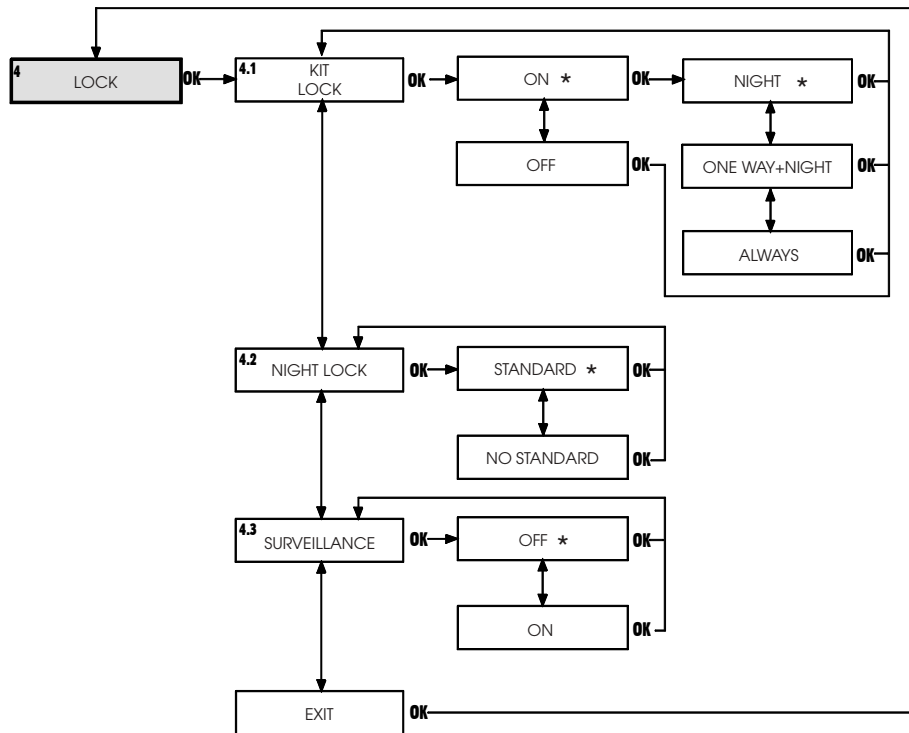 4
LOCK
OK
4.1
KIT
LOCK
OK
ON *
OK
NIGHT *
OK
OFF
OK
ONE WAY+NIGHT
OK
ALWAYS
OK
4.2
NIGHT LOCK
OK
STANDARD *
OK
NO STANDARD
OK
4.3
SURVEILLANCE
OK
OFF *
OK
ON
OK
EXIT
OK